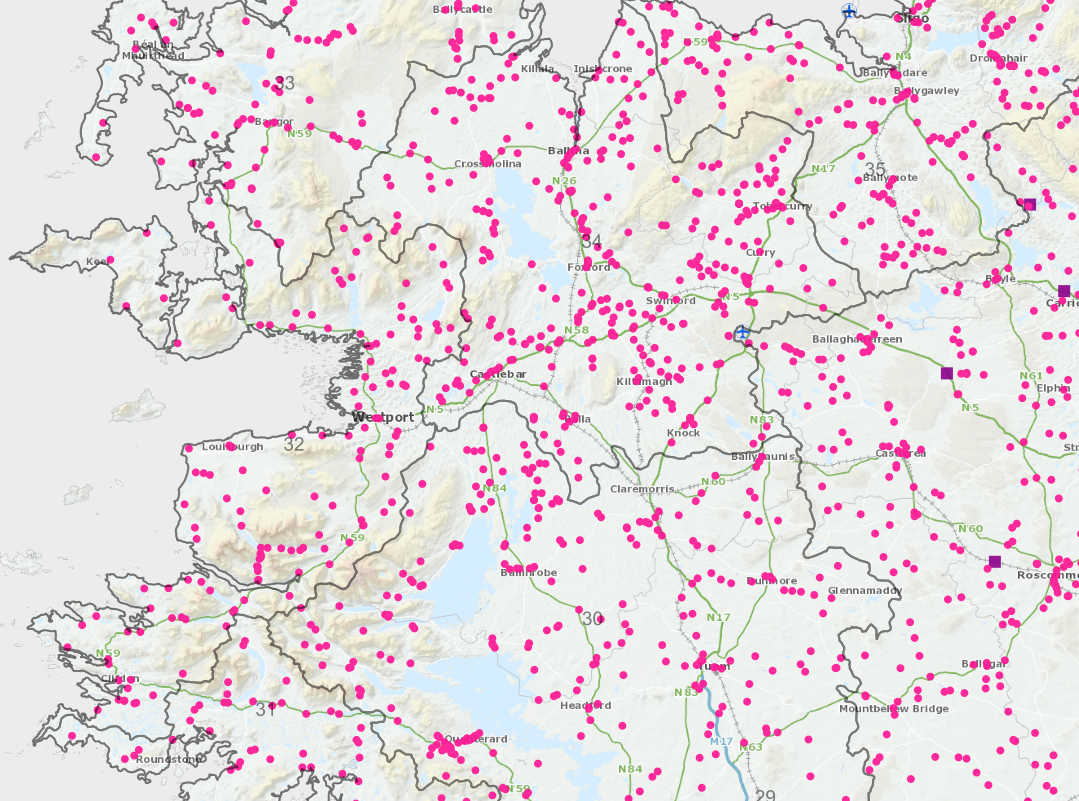 Ballycastle
Sligo
Béal an
Mhuirthead
N59
N4
Dromahair
Killala
Inishcrone
Ballysadare
33
Ballygawley
Bangor
N59
Ballina
Crossmolina
N17
35
Ballymote
N26
Tobercurry
34
Curry
Keel
Foxford
Boyle
Swinford
N5
N58
Ballaghaderreen
Castlebar
N61
Kiltimagh
Elphin
N5
N5
Westport
Balla
N83
Knock
32
Louisburgh
Castlerea
Ballyhaunis
N60
N84
Claremorris
N60
N59
Ballinrobe
Roscommon
Dunmore
Glennamaddy
30
N17
N59
Tuam
Ballygar
Clifden
N83
Headford
31
Mountbellew Bridge
Oughterard
M17
N63
Roundstone
N84
N59
29